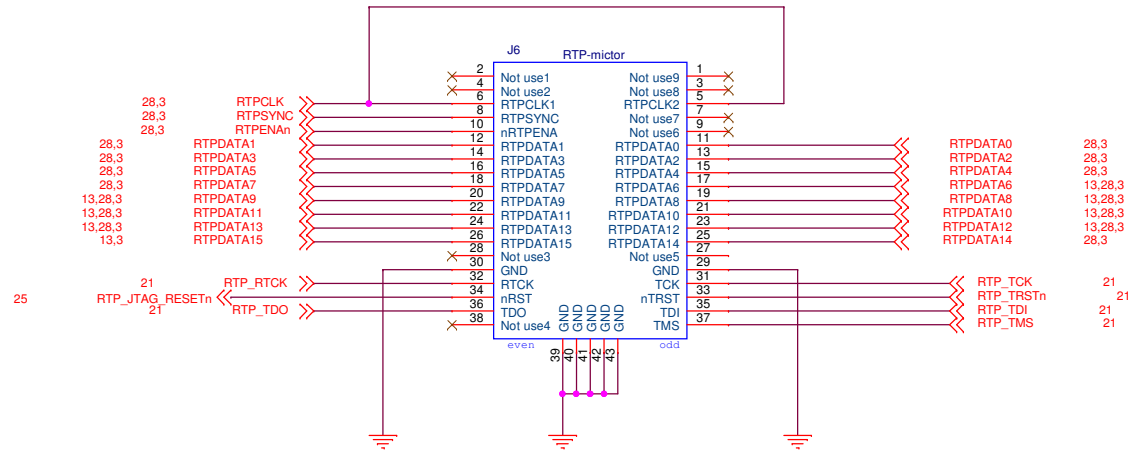 J6
RTP-mictor
2 Not use1 Not use9 1
4 Not use2 Not use8 3
28,3 RTPCLK 6 RTPCLK1 RTPCLK2 5
28,3 RTPSYNC 8 RTPSYNC Not use7 7
28,3 RTPENAn 10 nRTPENA Not use6 9
28,3 RTPDATA1 12 RTPDATA1 RTPDATA0 11 RTPDATA0 28,3
28,3 RTPDATA3 14 RTPDATA3 RTPDATA2 13 RTPDATA2 28,3
28,3 RTPDATA5 16 RTPDATA5 RTPDATA4 15 RTPDATA4 28,3
28,3 RTPDATA7 18 RTPDATA7 RTPDATA6 17 RTPDATA6 13,28,3
13,28,3 RTPDATA9 20 RTPDATA9 RTPDATA8 19 RTPDATA8 13,28,3
13,28,3 RTPDATA11 22 RTPDATA11 RTPDATA10 21 RTPDATA10 13,28,3
13,28,3 RTPDATA13 24 RTPDATA13 RTPDATA12 23 RTPDATA12 13,28,3
13,3 RTPDATA15 26 RTPDATA15 RTPDATA14 25 RTPDATA14 28,3
28 Not use3 Not use5 27
30 GND GND 29
21 RTP_RTCK 32 RTCK TCK 31 RTP_TCK 21
25 RTP_JTAG_RESETn 34 nRST nTRST 33 RTP_TRSTn 21
21 RTP_TDO 36 TDO TDI 35 RTP_TDI 21
38 Not use4 TMS 37 RTP_TMS 21
GND GND GND GND GND
even odd
39 40 41 42 43